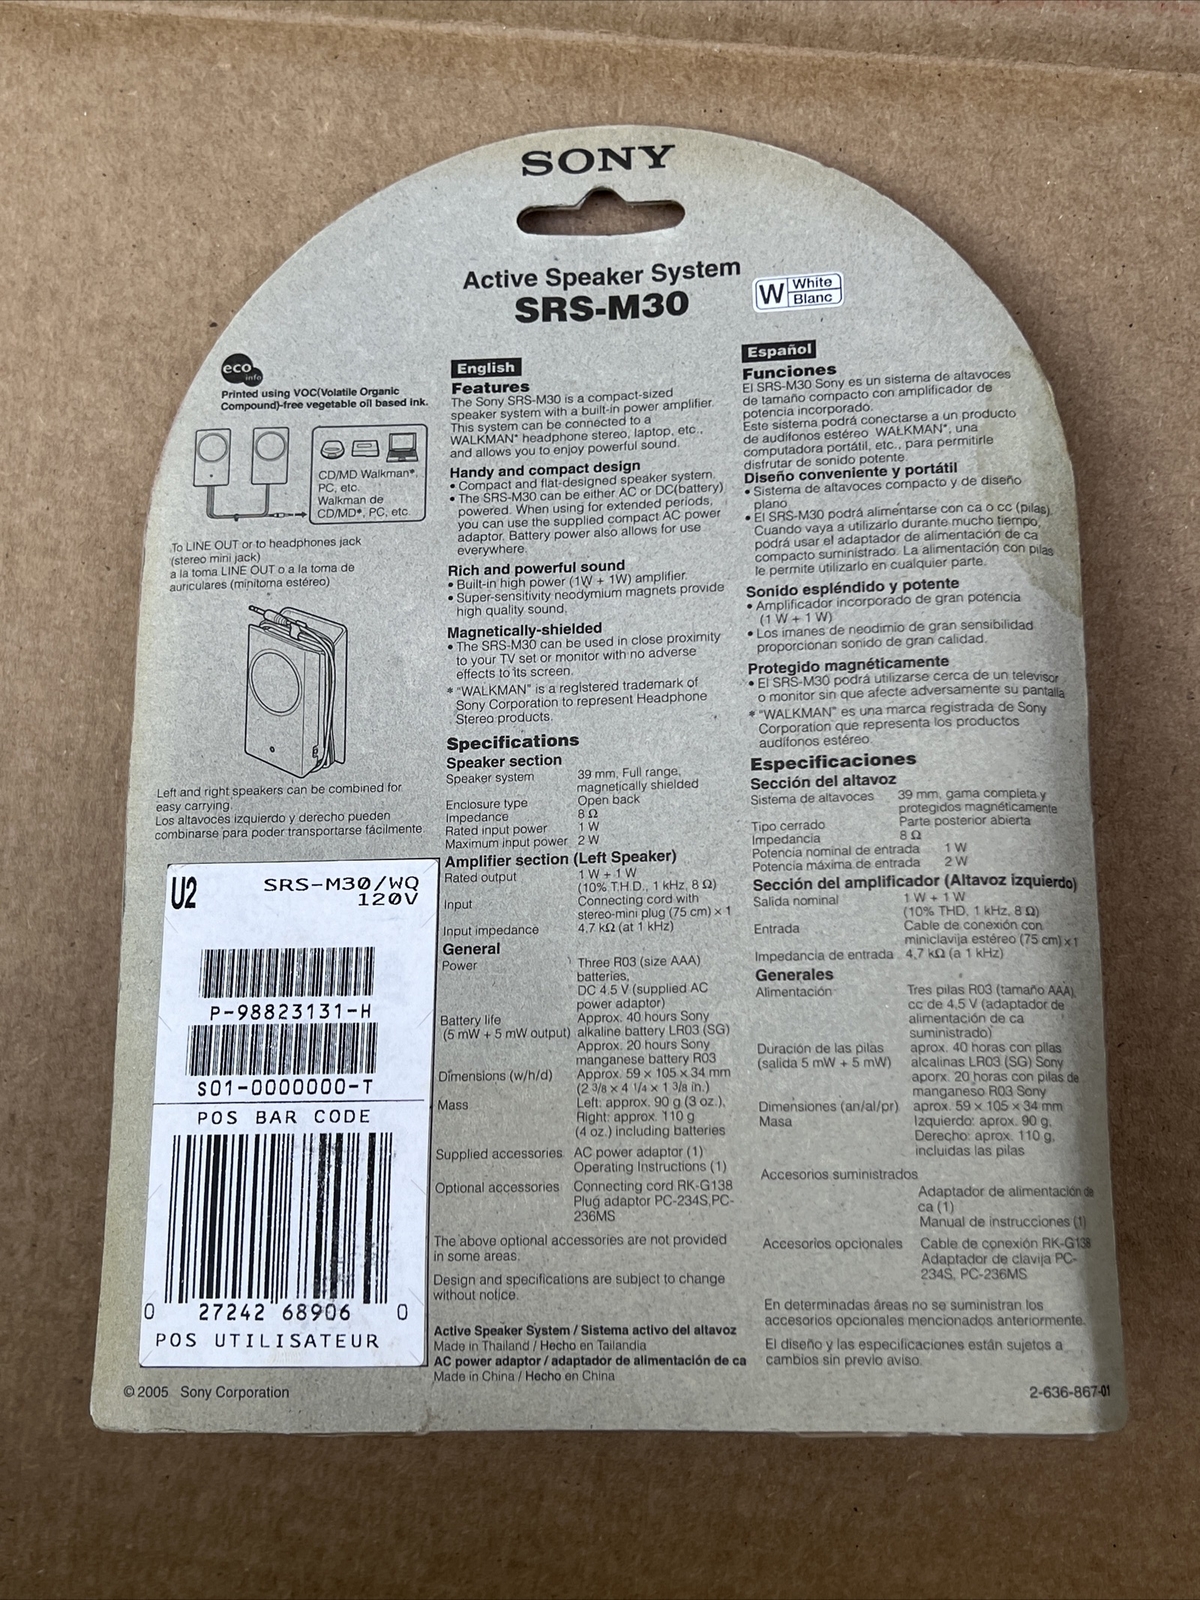 SONY
Active Speaker System
SRS-M30
W White
Blanc
eco
info
Printed using VOC(Volatile Organic
Compound)-free vegetable oil based ink.
CD/MD Walkman*,
PC, etc.
Walkman de
CD/MD*, PC, etc.
To LINE OUT or to headphones jack
(stereo mini jack)
a la toma LINE OUT o a la toma de
auriculares (minitoma estéreo)
Left and right speakers can be combined for
easy carrying.
Los altavoces izquierdo y derecho pueden
combinarse para poder transportarse fácilmente.
U2 SRS-M30/WQ
120V
P-98823131-H
S01-0000000-T
POS BAR CODE
0 27242 68906 0
POS UTILISATEUR
© 2005 Sony Corporation
English
Features
The Sony SRS-M30 is a compact-sized
speaker system with a built-in power amplifier.
This system can be connected to a
WALKMAN* headphone stereo, laptop, etc.,
and allows you to enjoy powerful sound.
Handy and compact design
• Compact and flat-designed speaker system.
• The SRS-M30 can be either AC or DC(battery)
powered. When using for extended periods,
you can use the supplied compact AC power
adaptor. Battery power also allows for use
everywhere.
Rich and powerful sound
• Built-in high power (1W + 1W) amplifier.
• Super-sensitivity neodymium magnets provide
high quality sound.
Magnetically-shielded
• The SRS-M30 can be used in close proximity
to your TV set or monitor with no adverse
effects to its screen.
* "WALKMAN" is a registered trademark of
Sony Corporation to represent Headphone
Stereo products.
Specifications
Speaker section
Speaker system 39 mm, Full range,
magnetically shielded
Enclosure type Open back
Impedance 8 Ω
Rated input power 1 W
Maximum input power 2 W
Amplifier section (Left Speaker)
Rated output 1 W + 1 W
(10% T.H.D., 1 kHz, 8 Ω)
Input Connecting cord with
stereo-mini plug (75 cm) × 1
Input impedance 4.7 kΩ (at 1 kHz)
General
Power Three R03 (size AAA)
batteries,
DC 4.5 V (supplied AC
power adaptor)
Battery life Approx. 40 hours Sony
(5 mW + 5 mW output) alkaline battery LR03 (SG)
Approx. 20 hours Sony
manganese battery R03
Dimensions (w/h/d) Approx. 59 × 105 × 34 mm
(2 3/8 × 4 1/4 × 1 3/8 in.)
Mass Left: approx. 90 g (3 oz.),
Right: approx. 110 g
(4 oz.) including batteries
Supplied accessories AC power adaptor (1)
Operating Instructions (1)
Optional accessories Connecting cord RK-G138
Plug adaptor PC-234S,PC-
236MS
The above optional accessories are not provided
in some areas.
Design and specifications are subject to change
without notice.
Active Speaker System / Sistema activo del altavoz
Made in Thailand / Hecho en Tailandia
AC power adaptor / adaptador de alimentación de ca
Made in China / Hecho en China
Español
Funciones
El SRS-M30 Sony es un sistema de altavoces
de tamaño compacto con amplificador de
potencia incorporado.
Este sistema podrá conectarse a un producto
de audífonos estéreo WALKMAN*, una
computadora portátil, etc., para permitirle
disfrutar de sonido potente.
Diseño conveniente y portátil
• Sistema de altavoces compacto y de diseño
plano.
• El SRS-M30 podrá alimentarse con ca o cc (pilas).
Cuando vaya a utilizarlo durante mucho tiempo,
podrá usar el adaptador de alimentación de ca
compacto suministrado. La alimentación con pilas
le permite utilizarlo en cualquier parte.
Sonido espléndido y potente
• Amplificador incorporado de gran potencia
(1 W + 1 W)
• Los imanes de neodimio de gran sensibilidad
proporcionan sonido de gran calidad.
Protegido magnéticamente
• El SRS-M30 podrá utilizarse cerca de un televisor
o monitor sin que afecte adversamente su pantalla
* "WALKMAN" es una marca registrada de Sony
Corporation que representa los productos
audífonos estéreo.
Especificaciones
Sección del altavoz
Sistema de altavoces 39 mm, gama completa y
protegidos magnéticamente
Tipo cerrado Parte posterior abierta
Impedancia 8 Ω
Potencia nominal de entrada 1 W
Potencia máxima de entrada 2 W
Sección del amplificador (Altavoz izquierdo)
Salida nominal 1 W + 1 W
(10% THD, 1 kHz, 8 Ω)
Entrada Cable de conexión con
miniclavija estéreo (75 cm) × 1
Impedancia de entrada 4,7 kΩ (a 1 kHz)
Generales
Alimentación Tres pilas R03 (tamaño AAA),
cc de 4,5 V (adaptador de
alimentación de ca
suministrado)
Duración de las pilas aprox. 40 horas con pilas
(salida 5 mW + 5 mW) alcalinas LR03 (SG) Sony
aporx. 20 horas con pilas de
manganeso R03 Sony
Dimensiones (an/al/pr) aprox. 59 × 105 × 34 mm
Masa Izquierdo: aprox. 90 g,
Derecho: aprox. 110 g,
incluidas las pilas
Accesorios suministrados
Adaptador de alimentación de
ca (1)
Manual de instrucciones (1)
Accesorios opcionales Cable de conexión RK-G138
Adaptador de clavija PC-
234S, PC-236MS
En determinadas áreas no se suministran los
accesorios opcionales mencionados anteriormente.
El diseño y las especificaciones están sujetos a
cambios sin previo aviso.
2-636-867-01